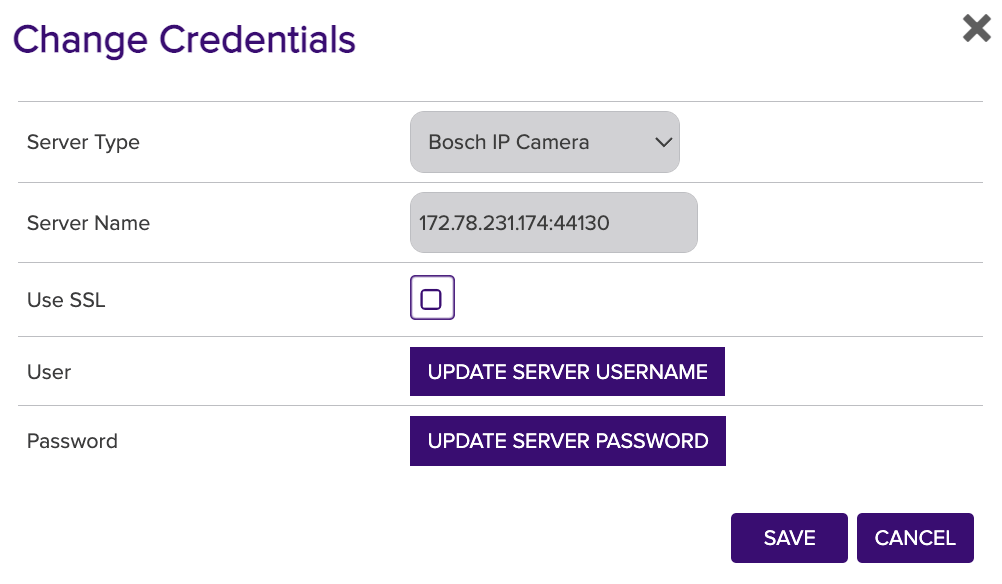 Change Credentials
Server Type
Bosch IP Camera
Server Name
172.78.231.174:44130
Use SSL
User
UPDATE SERVER USERNAME
Password
UPDATE SERVER PASSWORD
SAVE
CANCEL